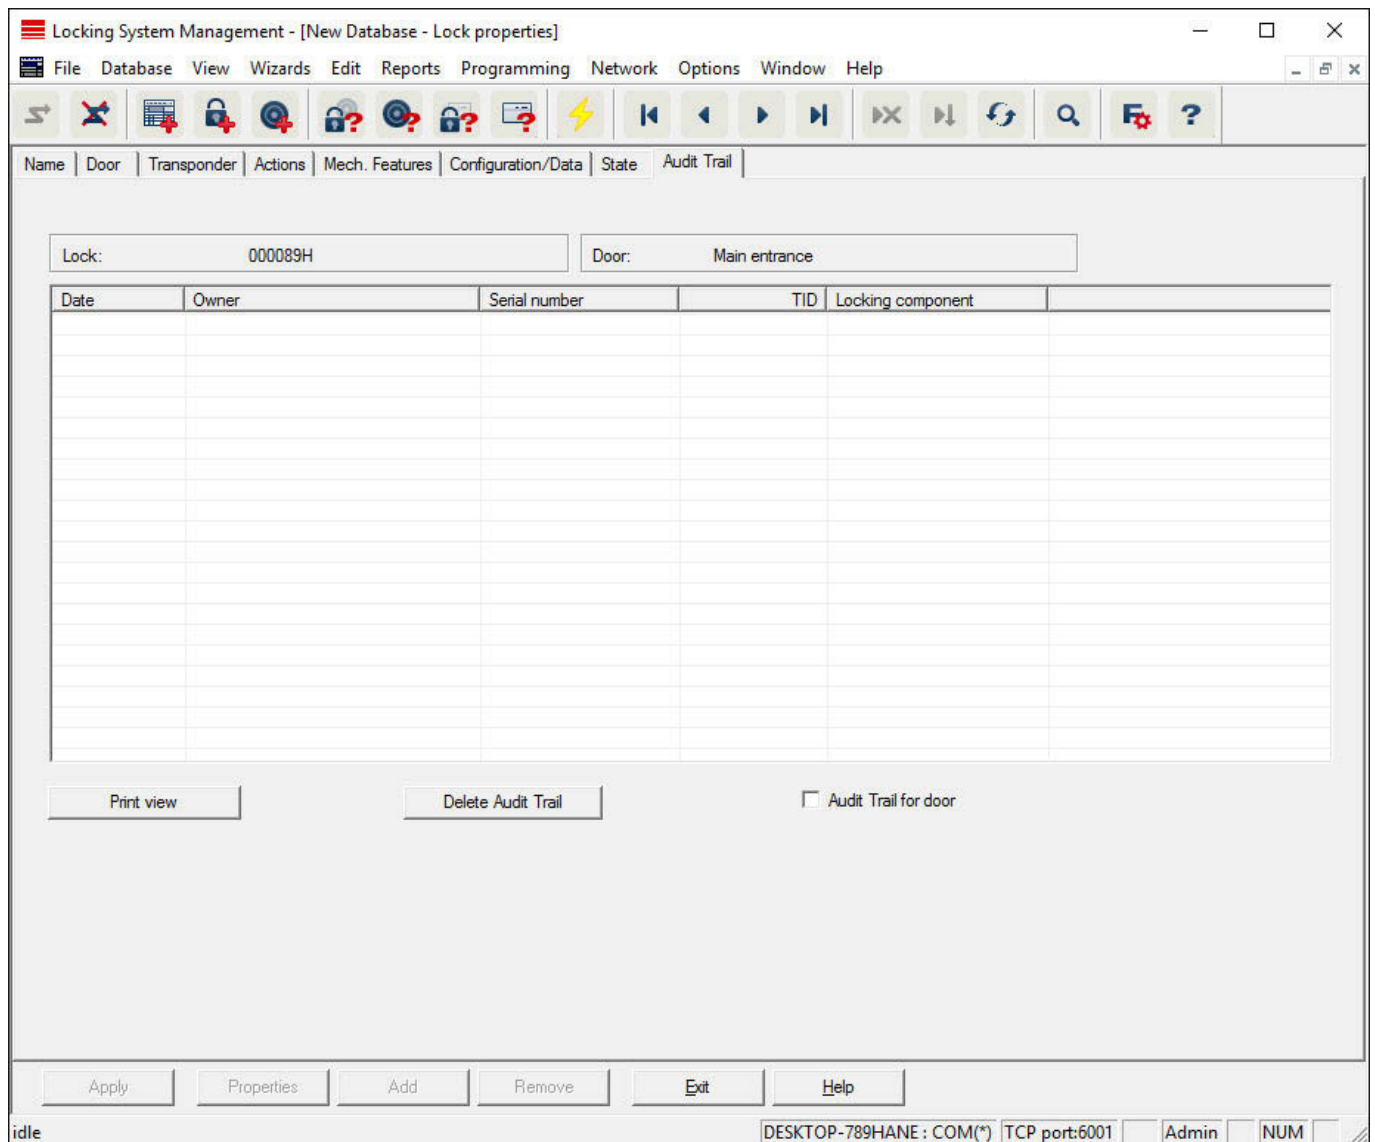 Locking System Management - [New Database - Lock properties]
File Database View Wizards Edit Reports Programming Network Options Window Help
Name Door Transponder Actions Mech. Features Configuration/Data State Audit Trail
Lock: 000089H Door: Main entrance
Date Owner Serial number TID Locking component
Print view Delete Audit Trail Audit Trail for door
Apply Properties Add Remove Exit Help
idle DESKTOP-789HANE : COM(*) TCP port:6001 Admin NUM